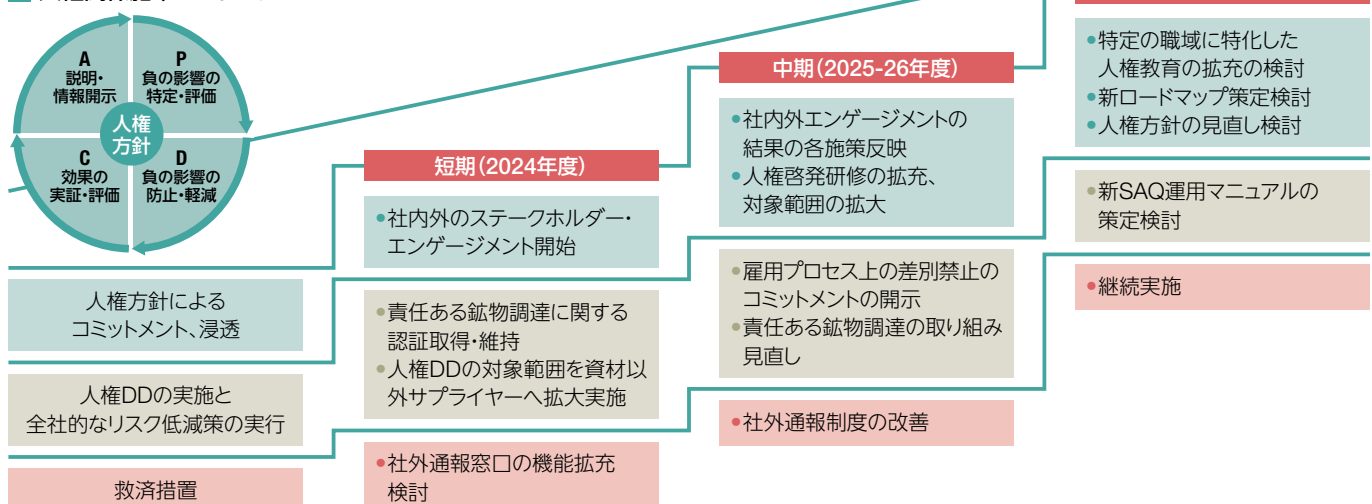 A
説明・
情報開示
P
負の影響の
特定・評価
人権
方針
C
効果の
実証・評価
D
負の影響の
防止・軽減
人権方針による
コミットメント、浸透
人権DDの実施と
全社的なリスク低減策の実行
救済措置
短期(2024年度)
•社内外のステークホルダー・
エンゲージメント開始
•責任ある鉱物調達に関する
認証取得・維持
•人権DDの対象範囲を資材以
外サプライヤーへ拡大実施
•社外通報窓口の機能拡充
検討
中期(2025-26年度)
•社内外エンゲージメントの
結果の各施策反映
•人権啓発研修の拡充、
対象範囲の拡大
•雇用プロセス上の差別禁止の
コミットメントの開示
•責任ある鉱物調達の取り組み
見直し
•社外通報制度の改善
•特定の職域に特化した
人権教育の拡充の検討
•新ロードマップ策定検討
•人権方針の見直し検討
•新SAQ運用マニュアルの
策定検討
•継続実施